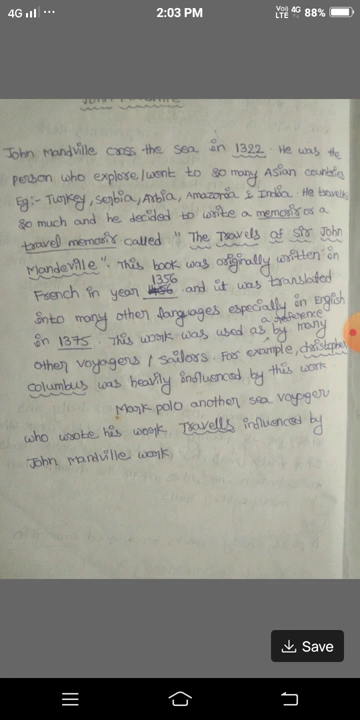 4G
2:03 PM
Vo))
LTE 4G 88%
John Mandville cross the sea in 1322. He was the
person who explore/went to so many Asian countries
Eg:- Turkey, serbia, Arbia, Amazonia & India. He travels
so much and he decided to write a memoir or a
travel memoir called " The Travels of Sir John
Mandeville". This book was originally written in
1356
French in year and it was translated
into many other languages especially in English
a reference
in 1375. This work was used as by many
other voyagers / sailors. For example, christopher
columbus was heavily influenced by this work
Mark polo another sea voyager
who wrote his work Travells influenced by
John Mandville work.
Save